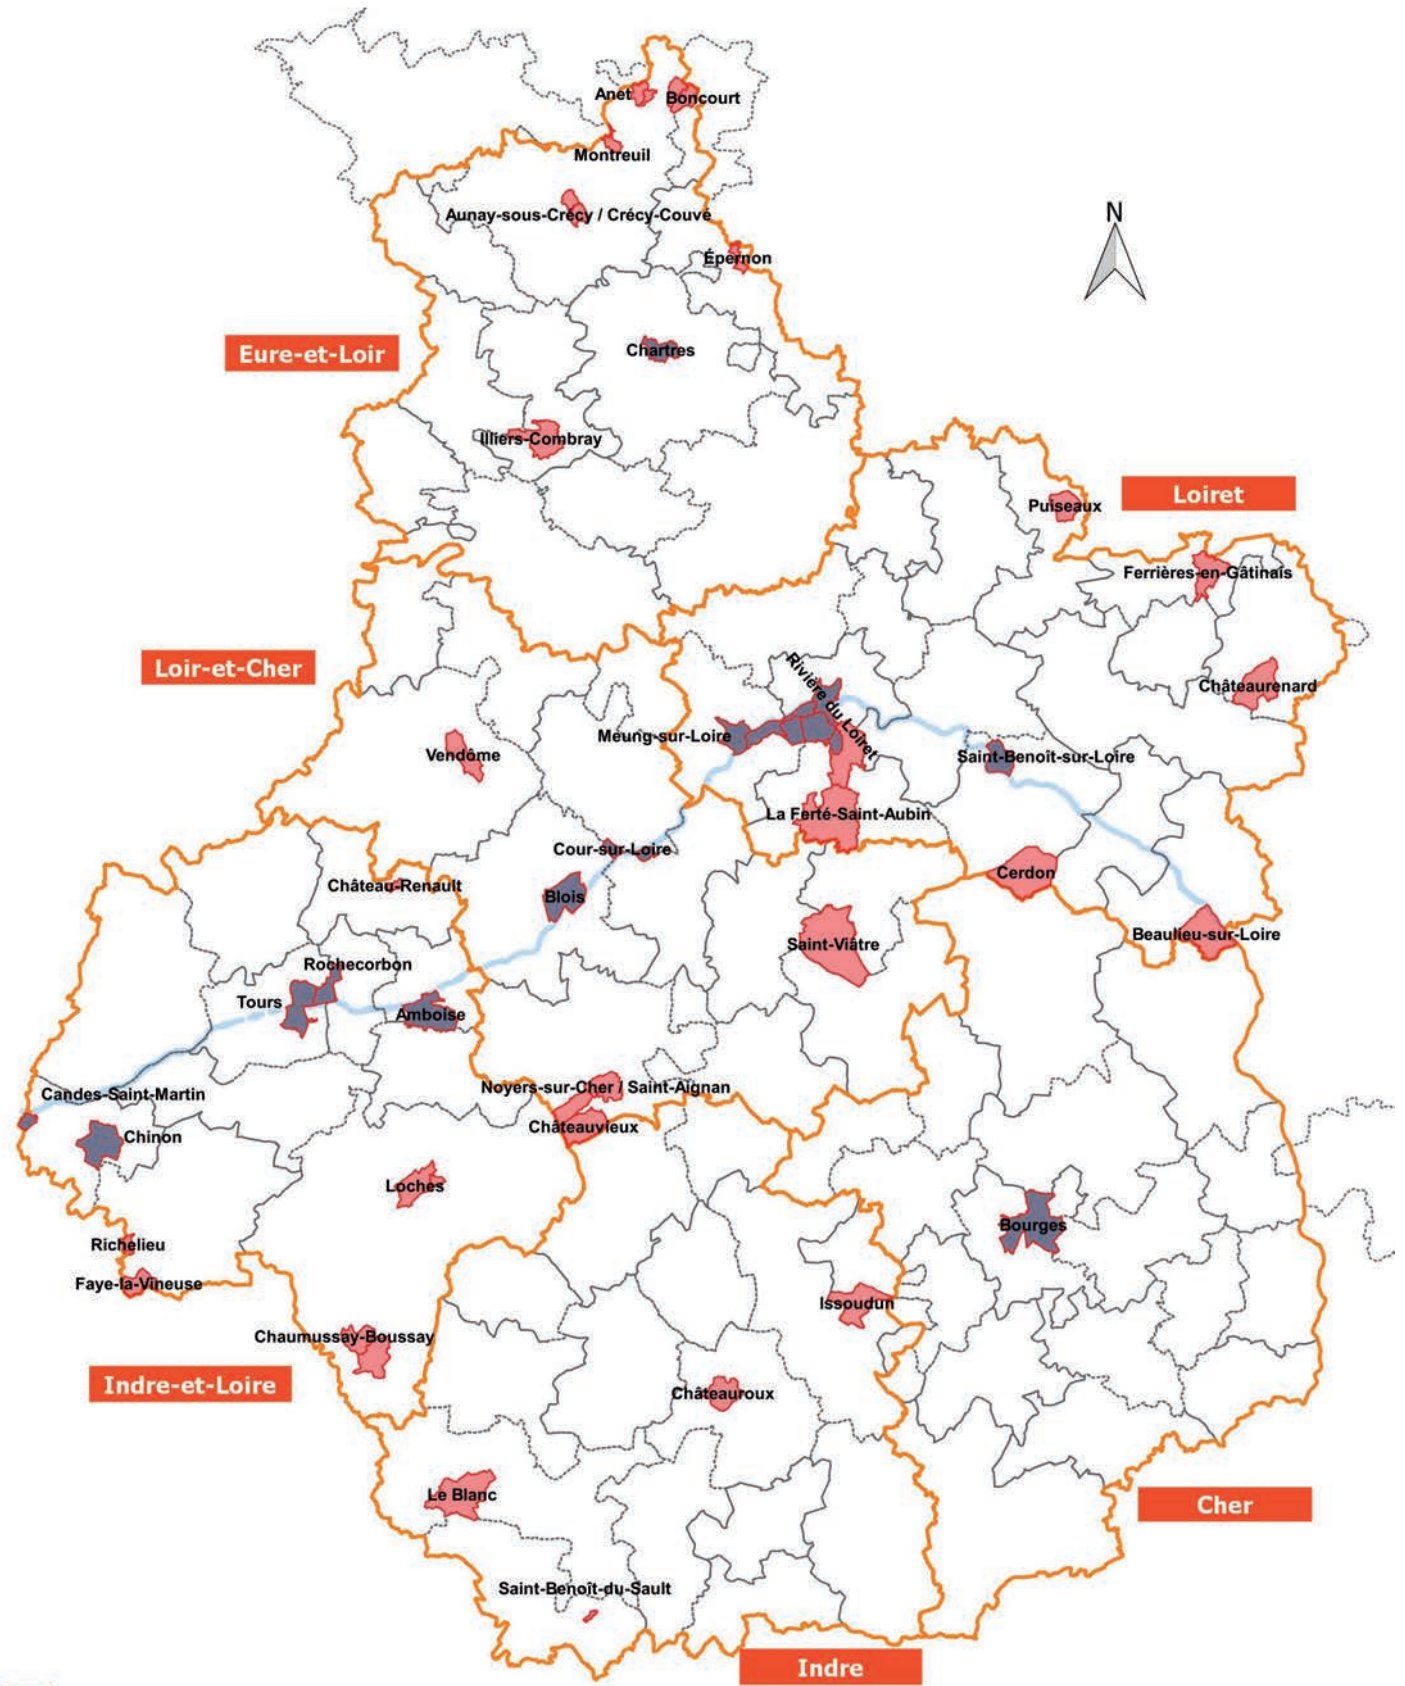 Anet
Boncourt
Montreuil
N
Aunay-sous-Crécy / Crécy-Couvé
Épernon
Chartres
Eure-et-Loir
Illiers-Combray
Loiret
Puiseaux
Ferrières-en-Gâtinais
Loir-et-Cher
Châteaurenard
Rivière du Loiret
Meung-sur-Loire
Vendôme
Saint-Benoît-sur-Loire
La Ferté-Saint-Aubin
Cour-sur-Loire
Cerdon
Château-Renault
Blois
Beaulieu-sur-Loire
Saint-Viâtre
Rochecorbon
Tours
Amboise
Noyers-sur-Cher / Saint-Aignan
Candes-Saint-Martin
Châteauvieux
Chinon
Loches
Bourges
Richelieu
Faye-la-Vineuse
Issoudun
Chaumussay-Boussay
Indre-et-Loire
Châteauroux
Le Blanc
Cher
Saint-Benoît-du-Sault
Indre